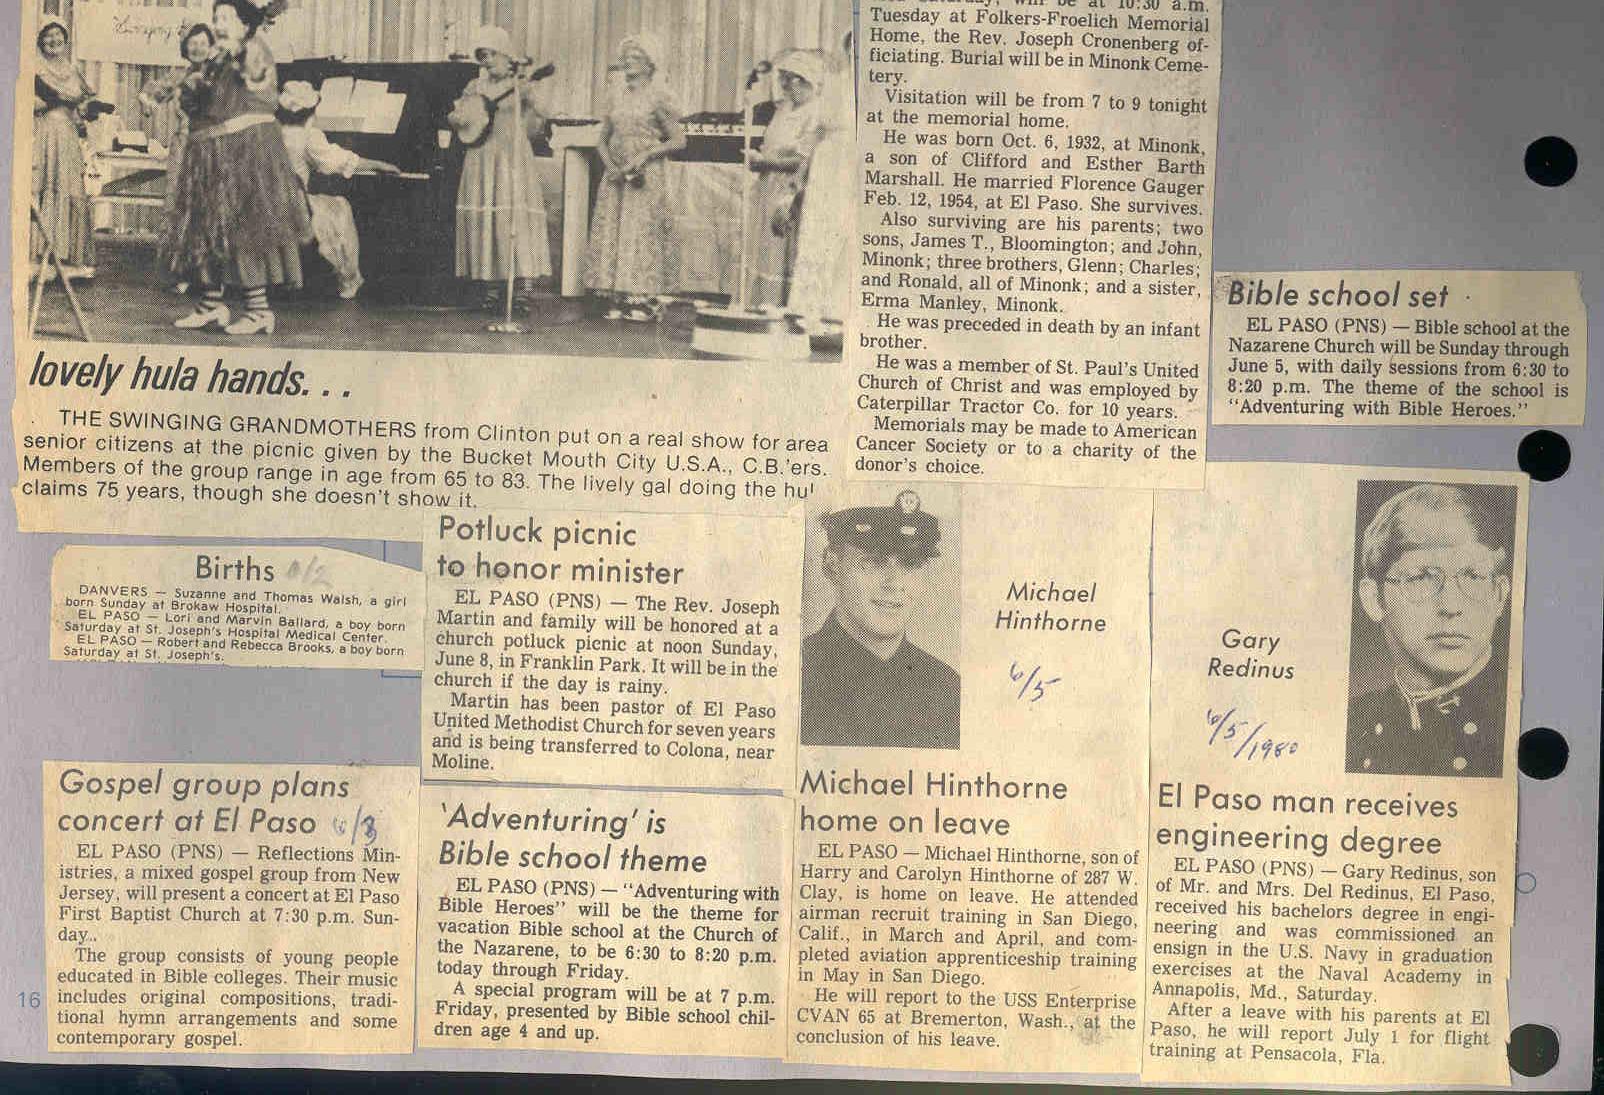 Swinging
lovely hula hands. . .
THE SWINGING GRANDMOTHERS from Clinton put on a real show for area
senior citizens at the picnic given by the Bucket Mouth City U.S.A., C.B.'ers.
Members of the group range in age from 65 to 83. The lively gal doing the hul
claims 75 years, though she doesn't show it.
will be at 10:30 a.m.
Tuesday at Folkers-Froelich Memorial
Home, the Rev. Joseph Cronenberg of-
ficiating. Burial will be in Minonk Ceme-
tery.
Visitation will be from 7 to 9 tonight
at the memorial home.
He was born Oct. 6, 1932, at Minonk,
a son of Clifford and Esther Barth
Marshall. He married Florence Gauger
Feb. 12, 1954, at El Paso. She survives.
Also surviving are his parents; two
sons, James T., Bloomington; and John,
Minonk; three brothers, Glenn; Charles;
and Ronald, all of Minonk; and a sister,
Erma Manley, Minonk.
He was preceded in death by an infant
brother.
He was a member of St. Paul's United
Church of Christ and was employed by
Caterpillar Tractor Co. for 10 years.
Memorials may be made to American
Cancer Society or to a charity of the
donor's choice.
Bible school set
EL PASO (PNS) — Bible school at the
Nazarene Church will be Sunday through
June 5, with daily sessions from 6:30 to
8:20 p.m. The theme of the school is
"Adventuring with Bible Heroes."
Births 6/2
DANVERS — Suzanne and Thomas Walsh, a girl
born Sunday at Brokaw Hospital.
EL PASO — Lori and Marvin Ballard, a boy born
Saturday at St. Joseph's Hospital Medical Center.
EL PASO — Robert and Rebecca Brooks, a boy born
Saturday at St. Joseph's.
Potluck picnic
to honor minister
EL PASO (PNS) — The Rev. Joseph
Martin and family will be honored at a
church potluck picnic at noon Sunday,
June 8, in Franklin Park. It will be in the
church if the day is rainy.
Martin has been pastor of El Paso
United Methodist Church for seven years
and is being transferred to Colona, near
Moline.
Gospel group plans
concert at El Paso 6/3
EL PASO (PNS) — Reflections Min-
istries, a mixed gospel group from New
Jersey, will present a concert at El Paso
First Baptist Church at 7:30 p.m. Sun-
day..
The group consists of young people
educated in Bible colleges. Their music
includes original compositions, tradi-
tional hymn arrangements and some
contemporary gospel.
16
'Adventuring' is
Bible school theme
EL PASO (PNS) — "Adventuring with
Bible Heroes" will be the theme for
vacation Bible school at the Church of
the Nazarene, to be 6:30 to 8:20 p.m.
today through Friday.
A special program will be at 7 p.m.
Friday, presented by Bible school chil-
dren age 4 and up.
Michael
Hinthorne
6/5
Michael Hinthorne
home on leave
EL PASO — Michael Hinthorne, son of
Harry and Carolyn Hinthorne of 287 W.
Clay, is home on leave. He attended
airman recruit training in San Diego,
Calif., in March and April, and com-
pleted aviation apprenticeship training
in May in San Diego.
He will report to the USS Enterprise
CVAN 65 at Bremerton, Wash., at the
conclusion of his leave.
Gary
Redinus
6/5/1980
El Paso man receives
engineering degree
EL PASO (PNS) — Gary Redinus, son
of Mr. and Mrs. Del Redinus, El Paso,
received his bachelors degree in engi-
neering and was commissioned an
ensign in the U.S. Navy in graduation
exercises at the Naval Academy in
Annapolis, Md., Saturday.
After a leave with his parents at El
Paso, he will report July 1 for flight
training at Pensacola, Fla.